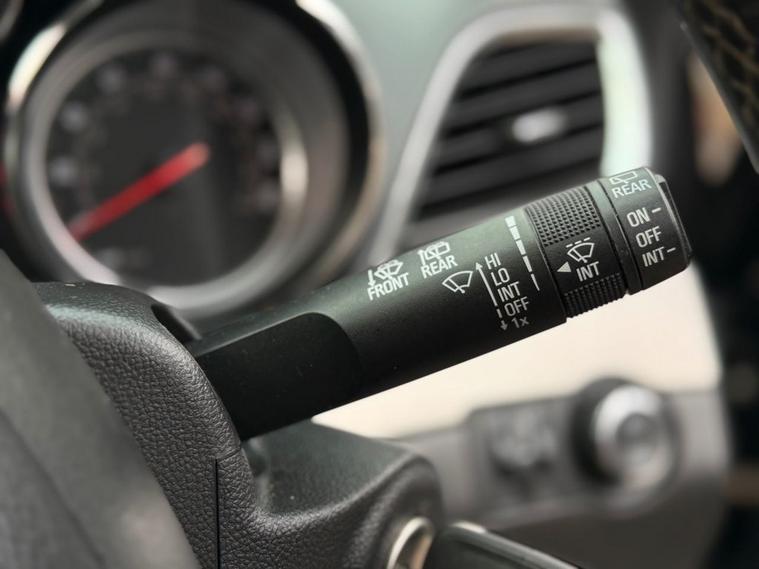 FRONT
REAR
HI
LO
INT
OFF
1x
INT
REAR
ON
OFF
INT